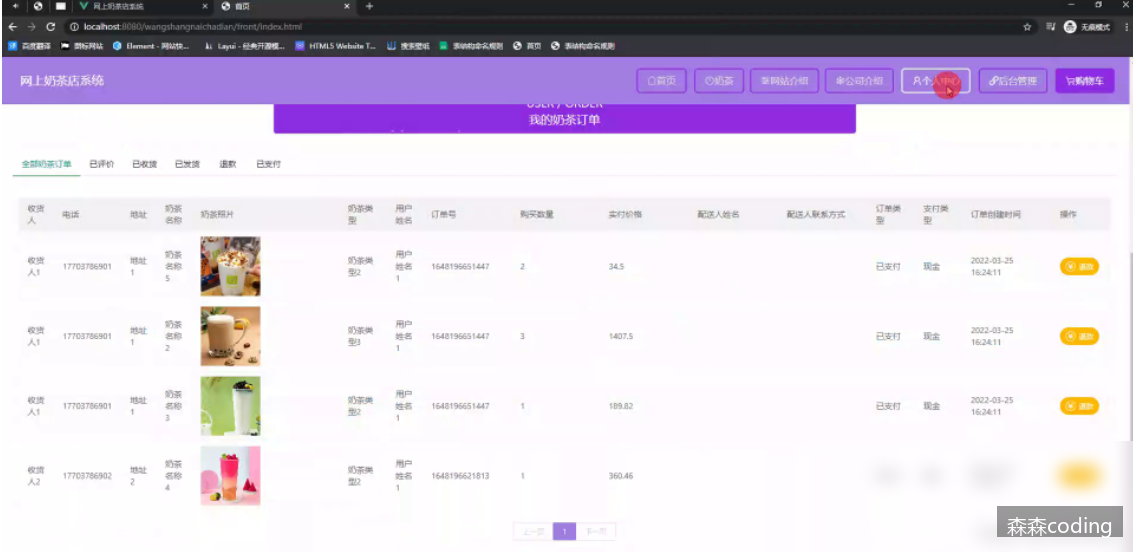 网上奶茶店系统
首页
localhost:8080/wangshangnaichadian/front/index.html
无痕模式
百度翻译
图标网站
Element - 网站快...
Layui - 经典开源模...
HTML5 Website T...
搜索壁纸
表结构命名规则
首页
表结构命名规则
网上奶茶店系统
首页
奶茶
网站介绍
公司介绍
个人中心
后台管理
购物车
USER / ORDER
我的奶茶订单
全部奶茶订单 已评价 已收货 已发货 退款 已支付
收货人 电话 地址 奶茶名称 奶茶照片 奶茶类型 用户姓名 订单号 购买数量 实付价格 配送人姓名 配送人联系方式 订单类型 支付类型 订单创建时间 操作
收货人1 17703786901 地址1 奶茶名称5 奶茶类型2 用户姓名1 1648196651447 2 34.5 已支付 现金 2022-03-25 16:24:11 退款
收货人1 17703786901 地址1 奶茶名称2 奶茶类型3 用户姓名1 1648196651447 3 1407.5 已支付 现金 2022-03-25 16:24:11 退款
收货人1 17703786901 地址1 奶茶名称3 奶茶类型2 用户姓名1 1648196651447 1 189.82 已支付 现金 2022-03-25 16:24:11 退款
收货人2 17703786902 地址2 奶茶名称4 奶茶类型2 用户姓名1 1648196621813 1 360.46
上一页 1 下一页
森森coding